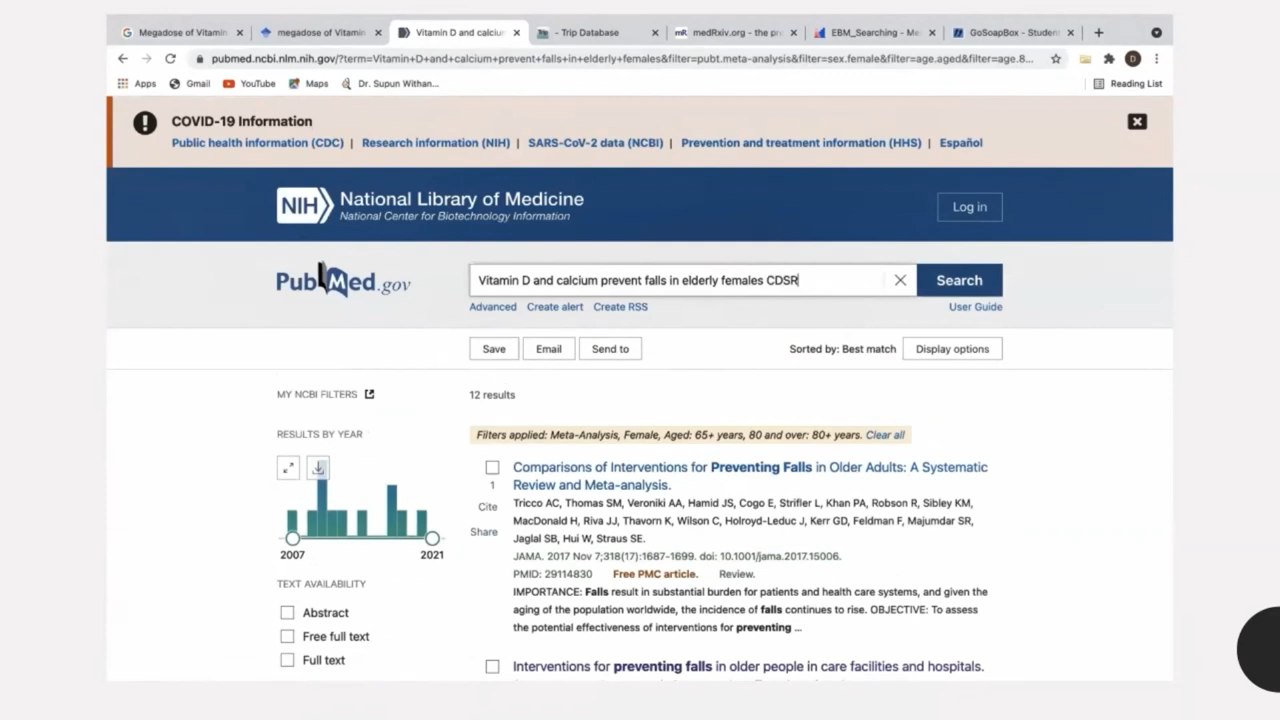 Megadose of Vitamin
megadose of Vitamin
Vitamin D and calciu
- Trip Database
medRxiv.org - the pr
EBM_Searching - Me
GoSoapBox - Student
pubmed.ncbi.nlm.nih.gov/?term=Vitamin+D+and+calcium+prevent+falls+in+elderly+females&filter=pubt.meta-analysis&filter=sex.female&filter=age.aged&filter=age.8...
D
Apps
Gmail
YouTube
Maps
Dr. Supun Withan...
Reading List
COVID-19 Information
Public health information (CDC) | Research information (NIH) | SARS-CoV-2 data (NCBI) | Prevention and treatment information (HHS) | Español
NIH
National Library of Medicine
National Center for Biotechnology Information
Log in
PubMed.gov
Vitamin D and calcium prevent falls in elderly females CDSR
Search
Advanced Create alert Create RSS
User Guide
Save
Email
Send to
Sorted by: Best match
Display options
MY NCBI FILTERS
12 results
RESULTS BY YEAR
Filters applied: Meta-Analysis, Female, Aged: 65+ years, 80 and over: 80+ years. Clear all
2007
2021
1
Cite
Share
Comparisons of Interventions for Preventing Falls in Older Adults: A Systematic
Review and Meta-analysis.
Tricco AC, Thomas SM, Veroniki AA, Hamid JS, Cogo E, Strifler L, Khan PA, Robson R, Sibley KM,
MacDonald H, Riva JJ, Thavorn K, Wilson C, Holroyd-Leduc J, Kerr GD, Feldman F, Majumdar SR,
Jaglal SB, Hui W, Straus SE.
JAMA. 2017 Nov 7;318(17):1687-1699. doi: 10.1001/jama.2017.15006.
PMID: 29114830 Free PMC article. Review.
IMPORTANCE: Falls result in substantial burden for patients and health care systems, and given the
aging of the population worldwide, the incidence of falls continues to rise. OBJECTIVE: To assess
the potential effectiveness of interventions for preventing ...
TEXT AVAILABILITY
Abstract
Free full text
Full text
Interventions for preventing falls in older people in care facilities and hospitals.